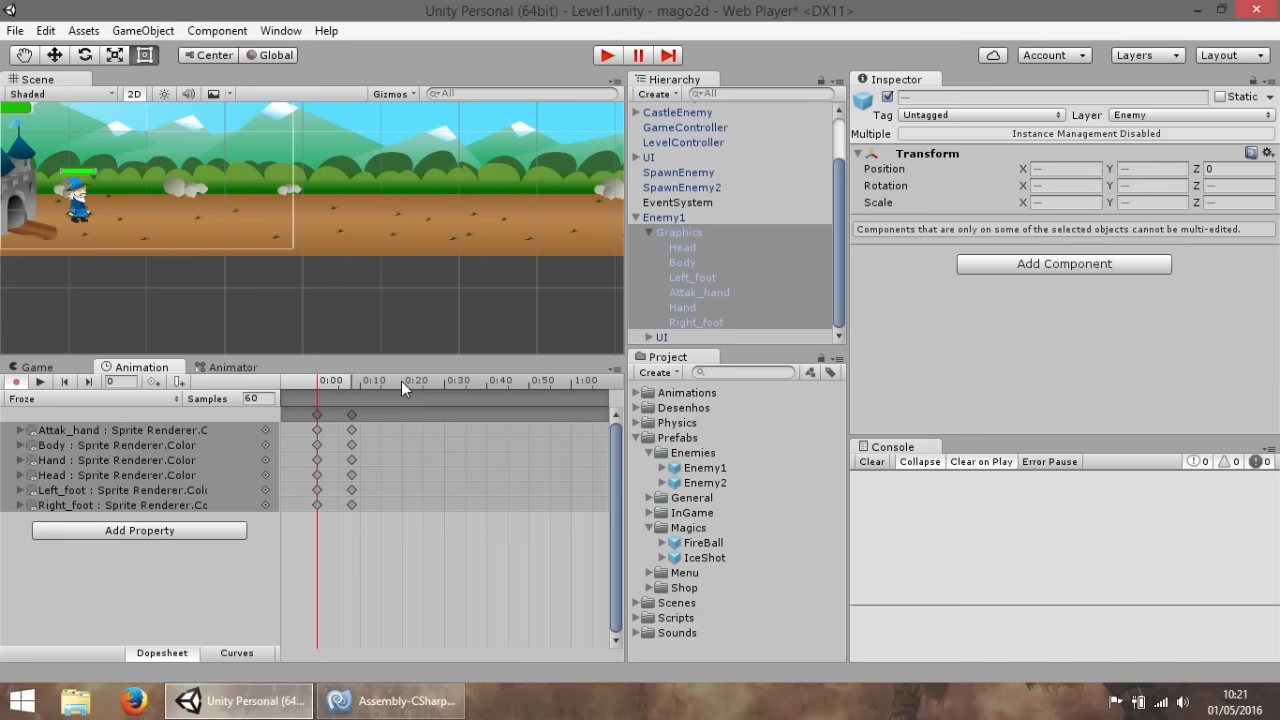 Unity Personal (64bit) - Level1.unity - mago2d - Web Player* <DX11>
File Edit Assets GameObject Component Window Help
Center Global Account Layers Layout
Scene
Shaded 2D Gizmos All
Hierarchy
Create All
CastleEnemy
GameController
LevelController
UI
SpawnEnemy
SpawnEnemy2
EventSystem
Enemy1
Graphics
Head
Body
Left_foot
Attak_hand
Hand
Right_foot
UI
Inspector
— Static
Tag Untagged Layer Enemy
Multiple Instance Management Disabled
Transform
Position X — Y — Z 0
Rotation X — Y — Z —
Scale X — Y — Z —
Components that are only on some of the selected objects cannot be multi-edited.
Add Component
Game Animation Animator
0 0:00 0:10 0:20 0:30 0:40 0:50 1:00
Froze Samples 60
Attak_hand : Sprite Renderer.C
Body : Sprite Renderer.Color
Hand : Sprite Renderer.Color
Head : Sprite Renderer.Color
Left_foot : Sprite Renderer.Colo
Right_foot : Sprite Renderer.Co
Add Property
Dopesheet Curves
Project
Create
Animations
Desenhos
Physics
Prefabs
Enemies
Enemy1
Enemy2
General
InGame
Magics
FireBall
IceShot
Menu
Shop
Scenes
Scripts
Sounds
Console
Clear Collapse Clear on Play Error Pause 0 0 0
Unity Personal (64... Assembly-CSharp...
10:21
01/05/2016